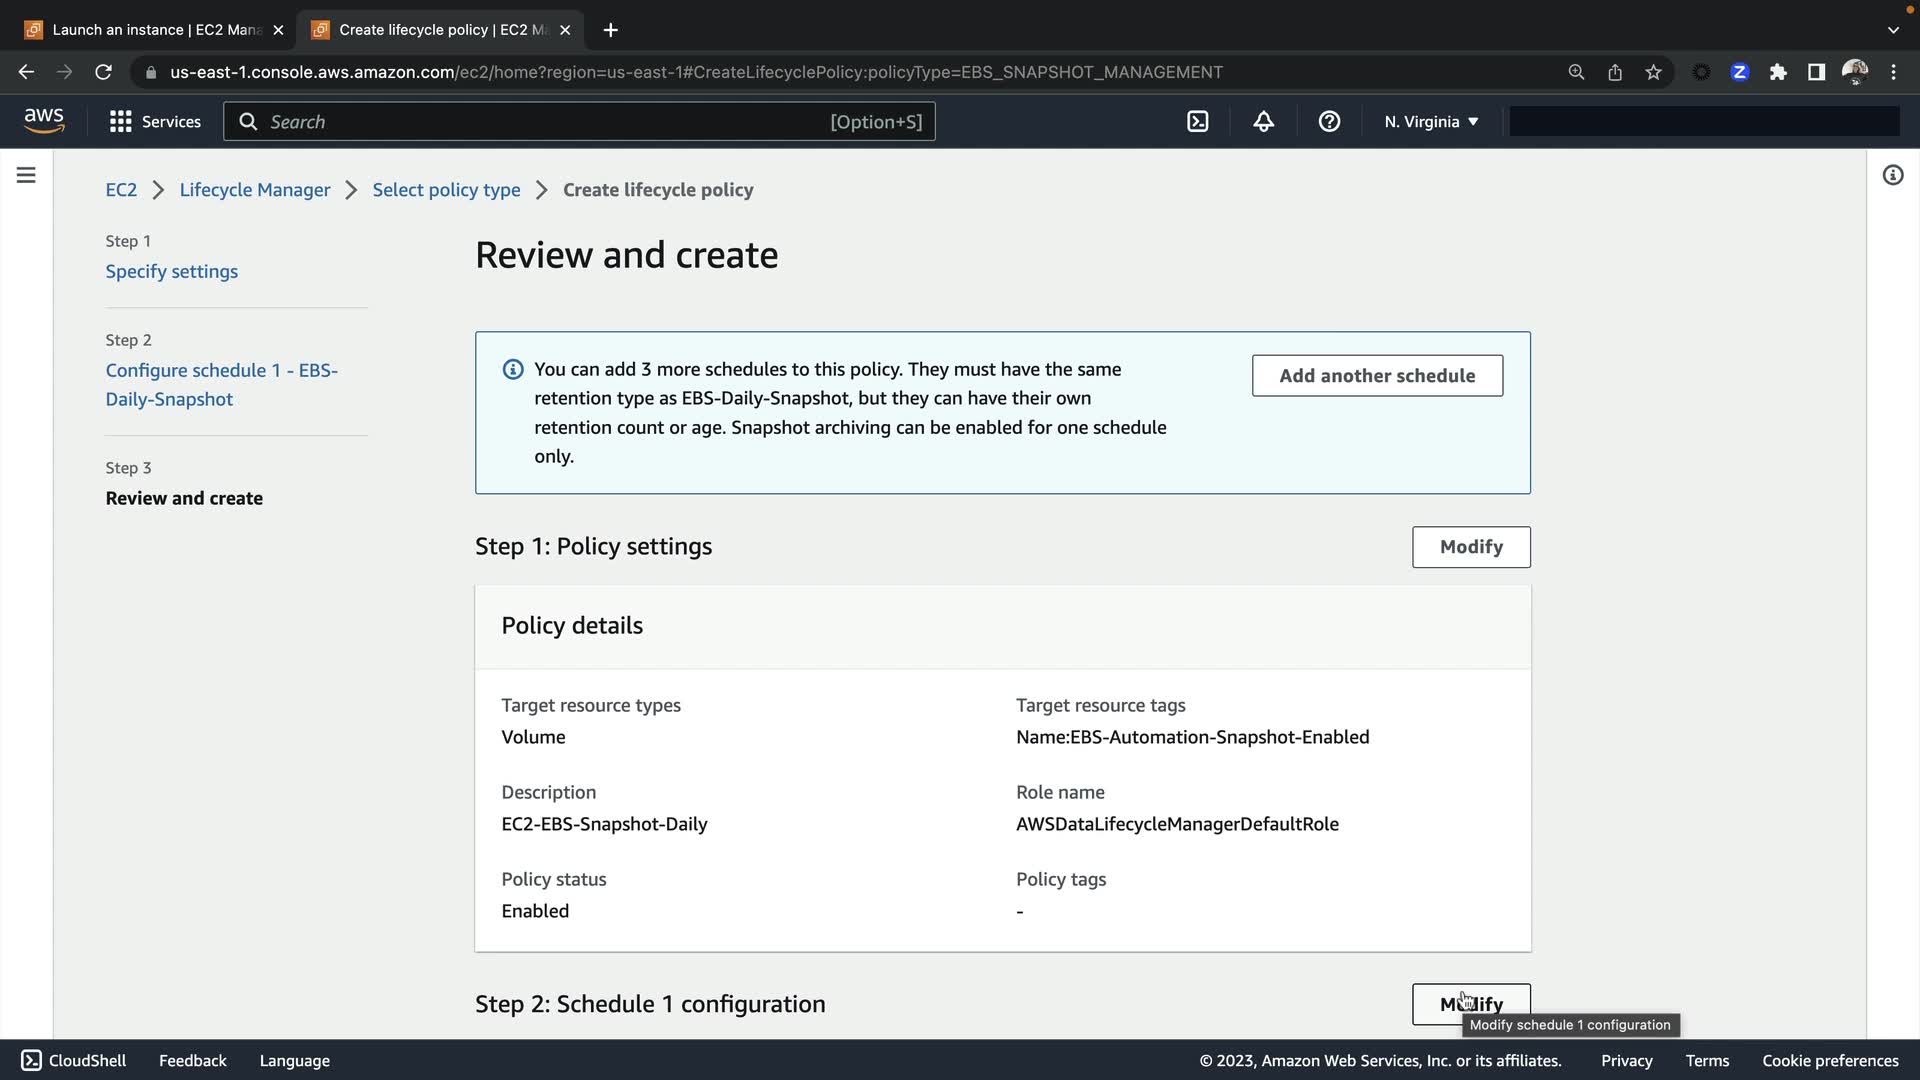 Launch an instance | EC2 Mana
Create lifecycle policy | EC2 Ma
us-east-1.console.aws.amazon.com/ec2/home?region=us-east-1#CreateLifecyclePolicy:policyType=EBS_SNAPSHOT_MANAGEMENT
Z
aws
Services
Search
[Option+S]
N. Virginia
EC2
Lifecycle Manager
Select policy type
Create lifecycle policy
Step 1
Specify settings
Step 2
Configure schedule 1 - EBS-
Daily-Snapshot
Step 3
Review and create
Review and create
You can add 3 more schedules to this policy. They must have the same
retention type as EBS-Daily-Snapshot, but they can have their own
retention count or age. Snapshot archiving can be enabled for one schedule
only.
Add another schedule
Step 1: Policy settings
Modify
Policy details
Target resource types
Volume
Target resource tags
Name:EBS-Automation-Snapshot-Enabled
Description
EC2-EBS-Snapshot-Daily
Role name
AWSDataLifecycleManagerDefaultRole
Policy status
Enabled
Policy tags
-
Step 2: Schedule 1 configuration
Modify
Modify schedule 1 configuration
CloudShell
Feedback
Language
© 2023, Amazon Web Services, Inc. or its affiliates.
Privacy
Terms
Cookie preferences